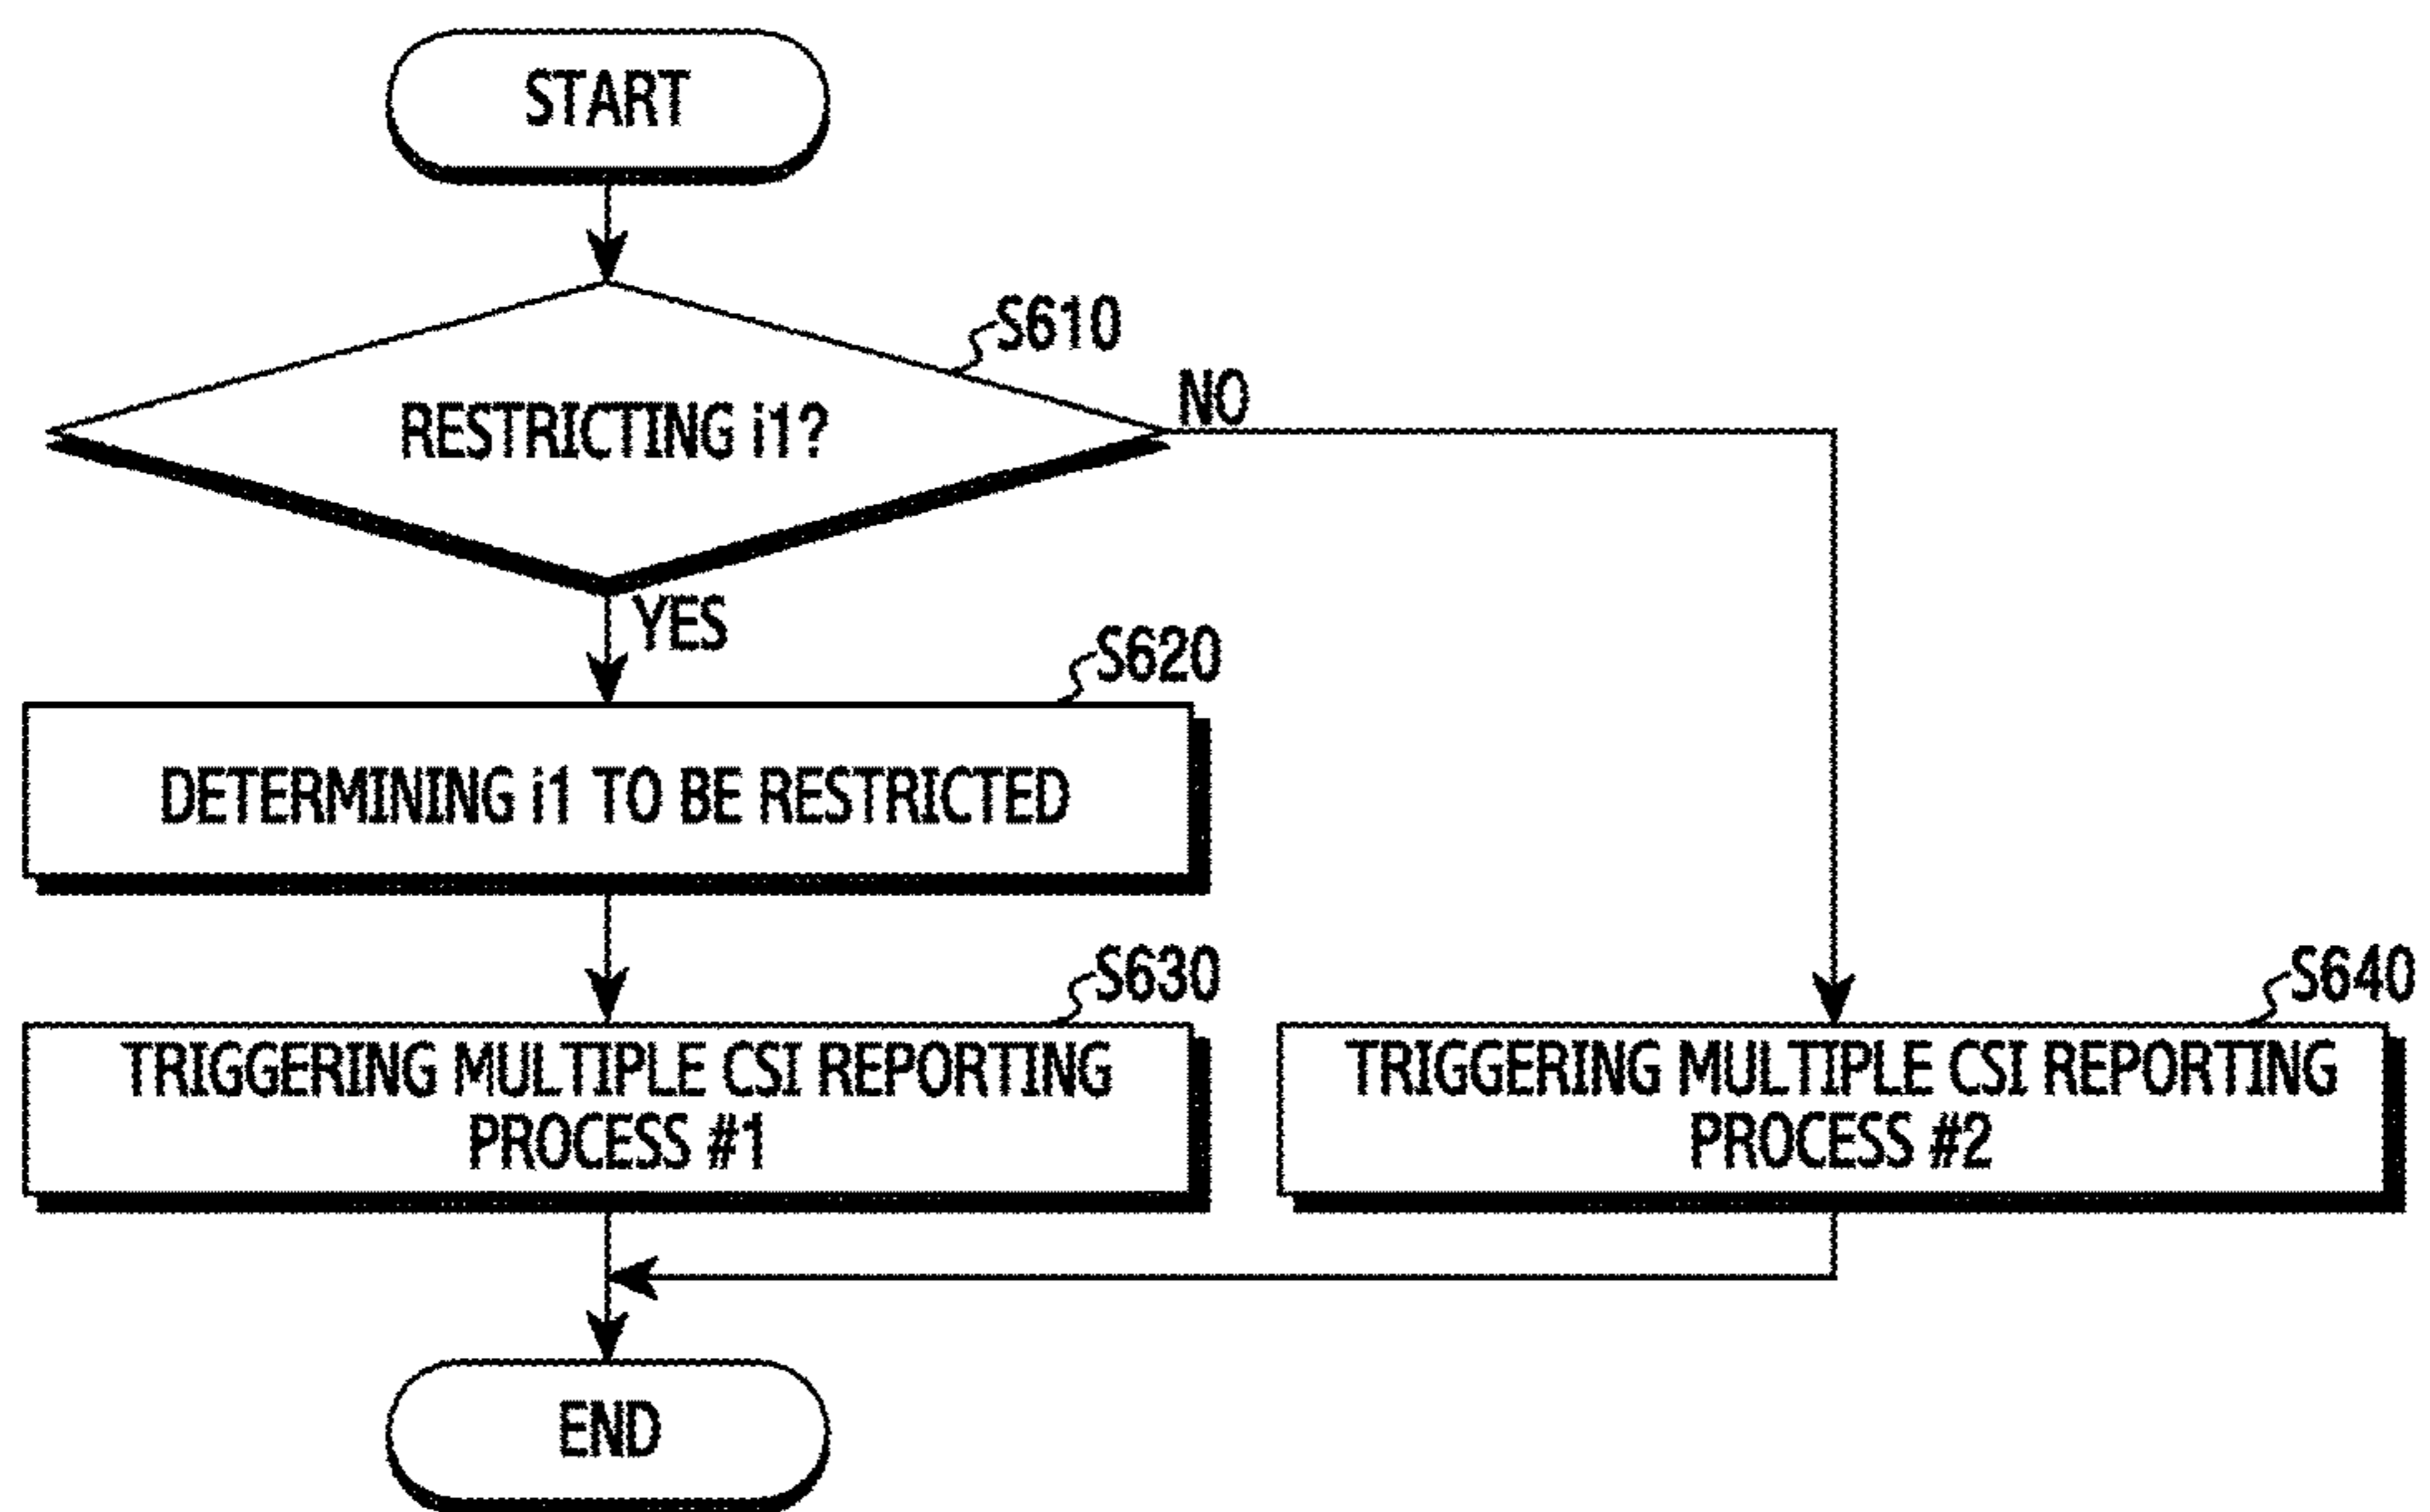 START
S610
RESTRICTING i1?
NO
YES
S620
DETERMINING i1 TO BE RESTRICTED
S630
TRIGGERING MULTIPLE CSI REPORTING
PROCESS #1
S640
TRIGGERING MULTIPLE CSI REPORTING
PROCESS #2
END